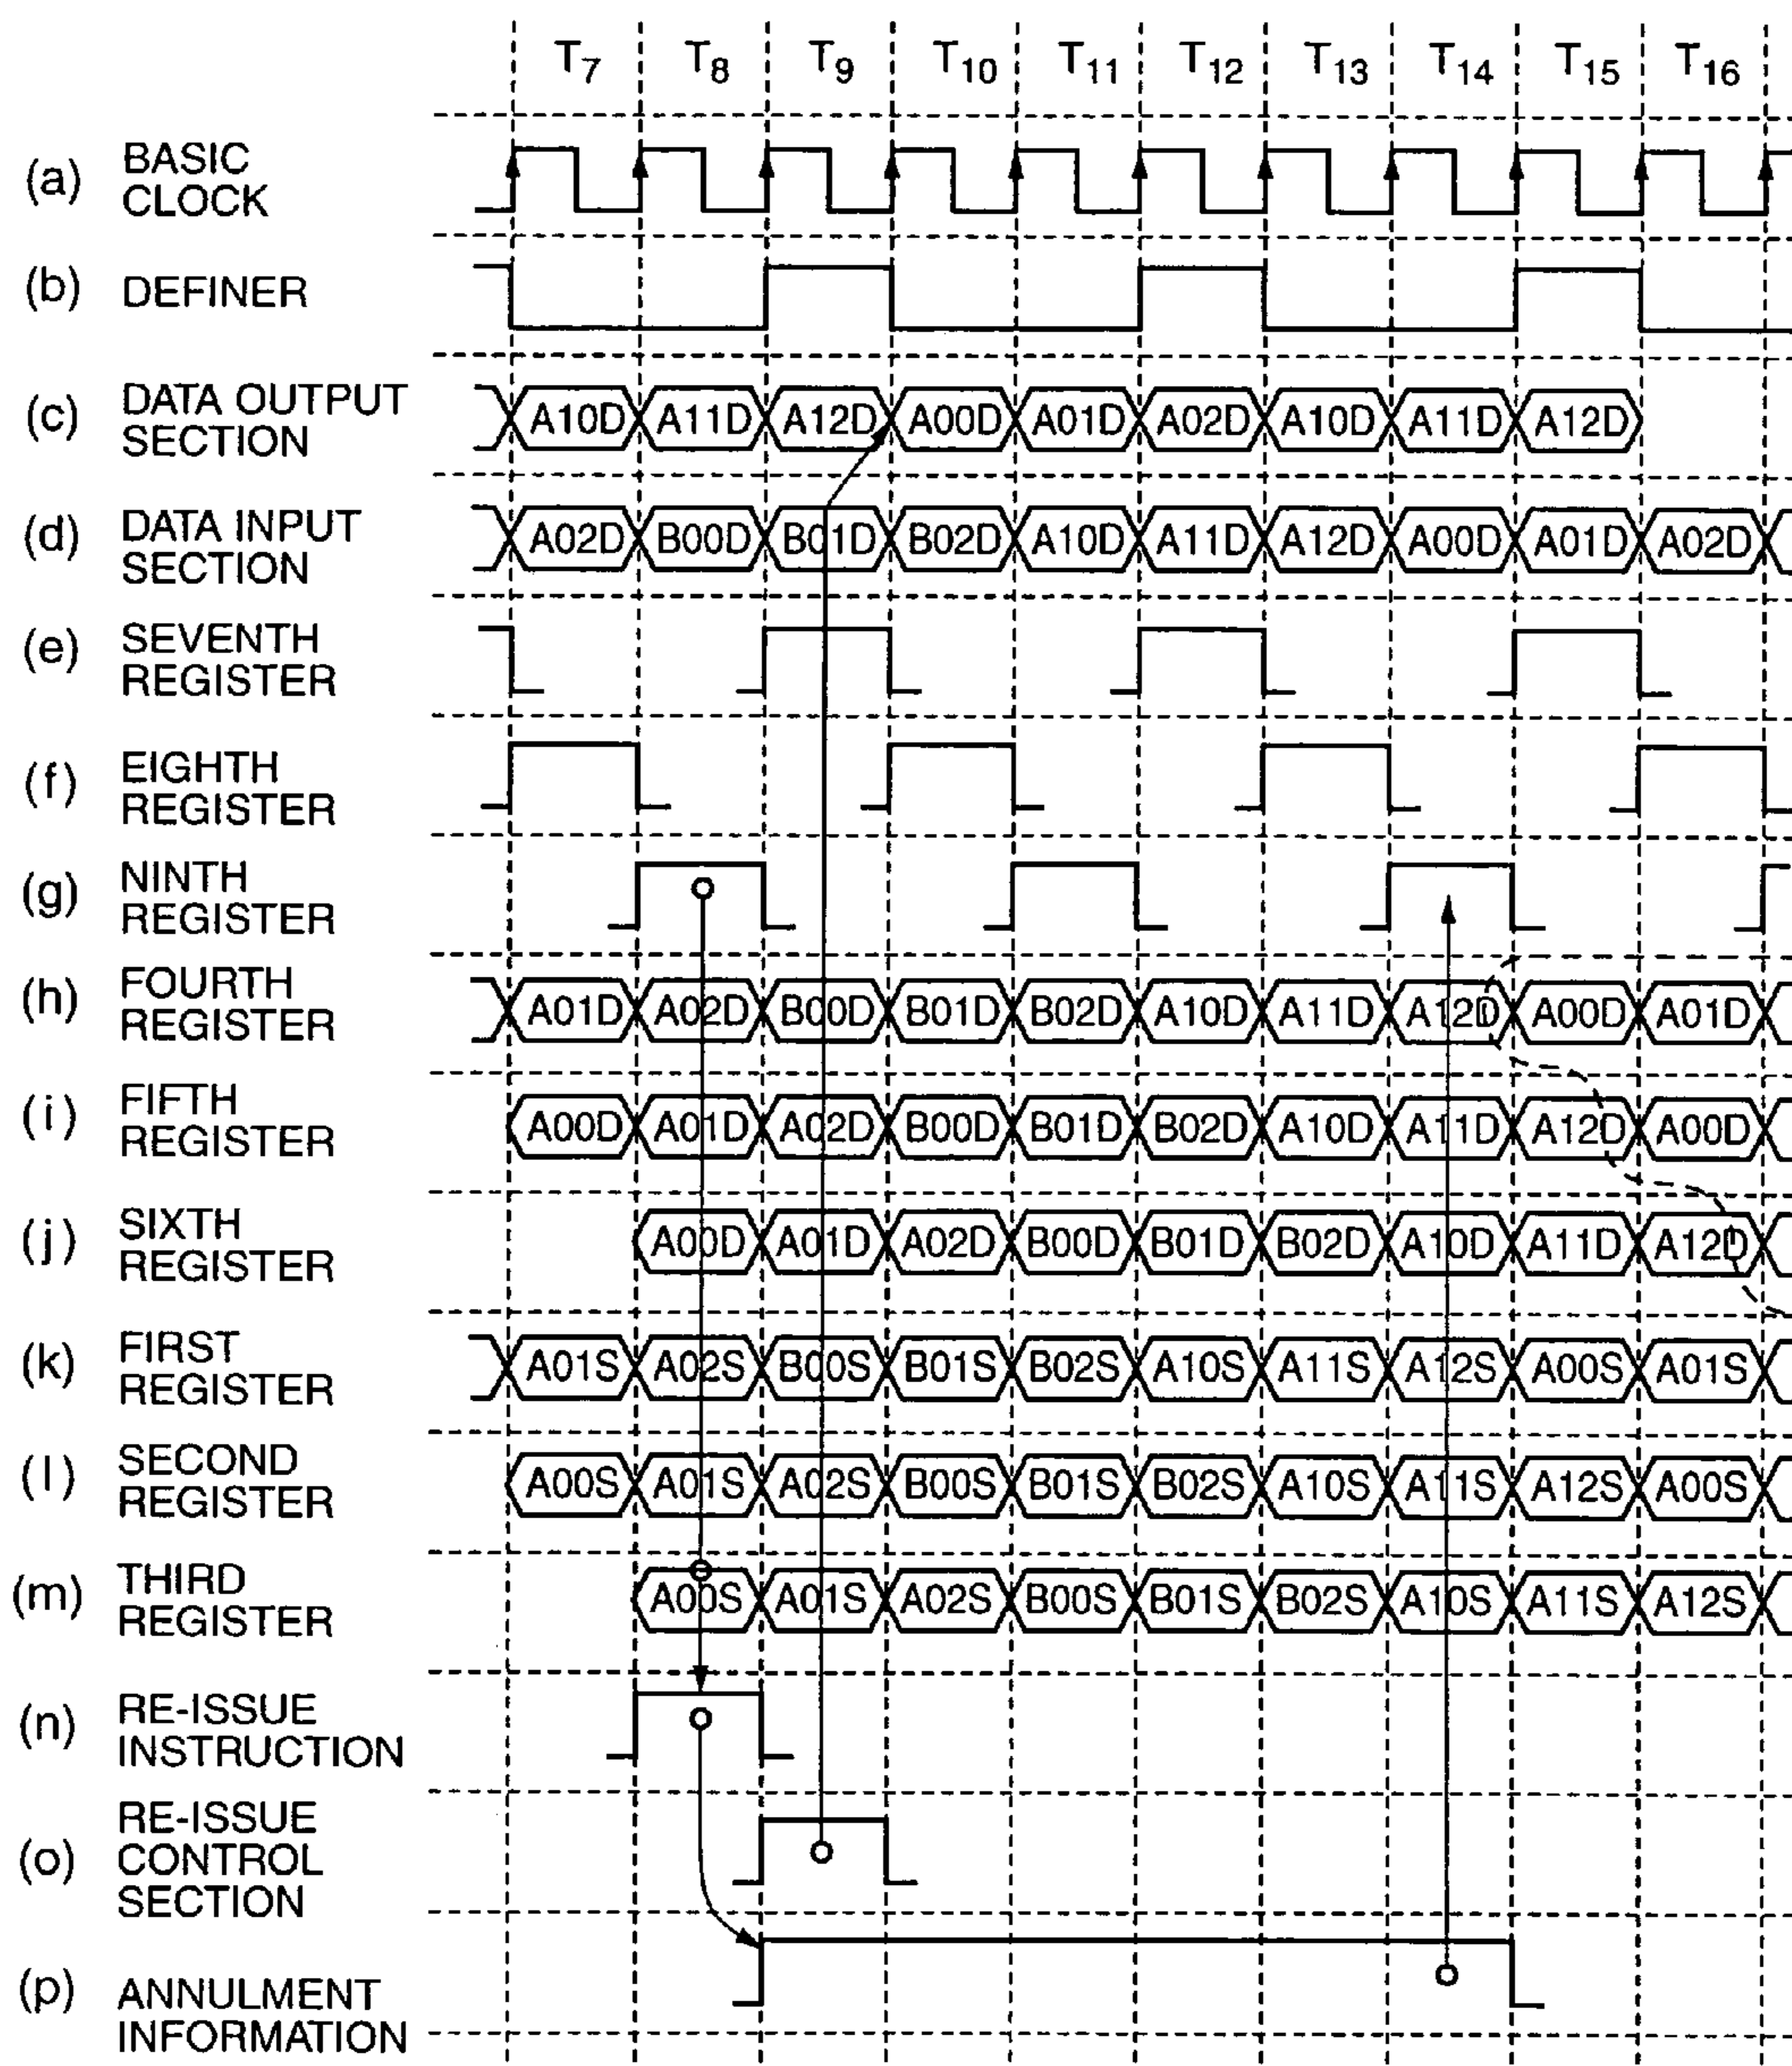 T7 T8 T9 T10 T11 T12 T13 T14 T15 T16
(a) BASIC
CLOCK
(b) DEFINER
(c) DATA OUTPUT
SECTION
A10D A11D A12D A00D A01D A02D A10D A11D A12D
(d) DATA INPUT
SECTION
A02D B00D B01D B02D A10D A11D A12D A00D A01D A02D
(e) SEVENTH
REGISTER
(f) EIGHTH
REGISTER
(g) NINTH
REGISTER
(h) FOURTH
REGISTER
A01D A02D B00D B01D B02D A10D A11D A12D A00D A01D
(i) FIFTH
REGISTER
A00D A01D A02D B00D B01D B02D A10D A11D A12D A00D
(j) SIXTH
REGISTER
A00D A01D A02D B00D B01D B02D A10D A11D A12D
(k) FIRST
REGISTER
A01S A02S B00S B01S B02S A10S A11S A12S A00S A01S
(l) SECOND
REGISTER
A00S A01S A02S B00S B01S B02S A10S A11S A12S A00S
(m) THIRD
REGISTER
A00S A01S A02S B00S B01S B02S A10S A11S A12S
(n) RE-ISSUE
INSTRUCTION
(o) RE-ISSUE
CONTROL
SECTION
(p) ANNULMENT
INFORMATION